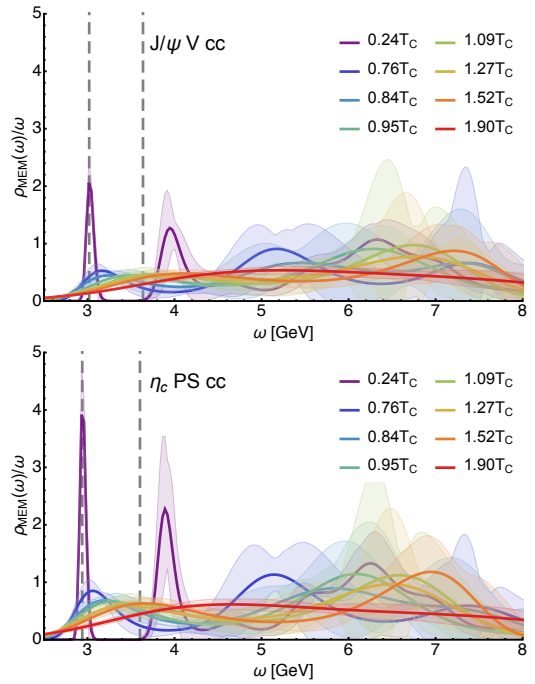 5
J/ψ V cc
0.24T_C 1.09T_C
4
0.76T_C 1.27T_C
0.84T_C 1.52T_C
3
0.95T_C 1.90T_C
ρ_MEM(ω)/ω
2
1
0
3 4 5 6 7 8
ω [GeV]
5
η_c PS cc
0.24T_C 1.09T_C
4
0.76T_C 1.27T_C
0.84T_C 1.52T_C
3
0.95T_C 1.90T_C
ρ_MEM(ω)/ω
2
1
0
3 4 5 6 7 8
ω [GeV]